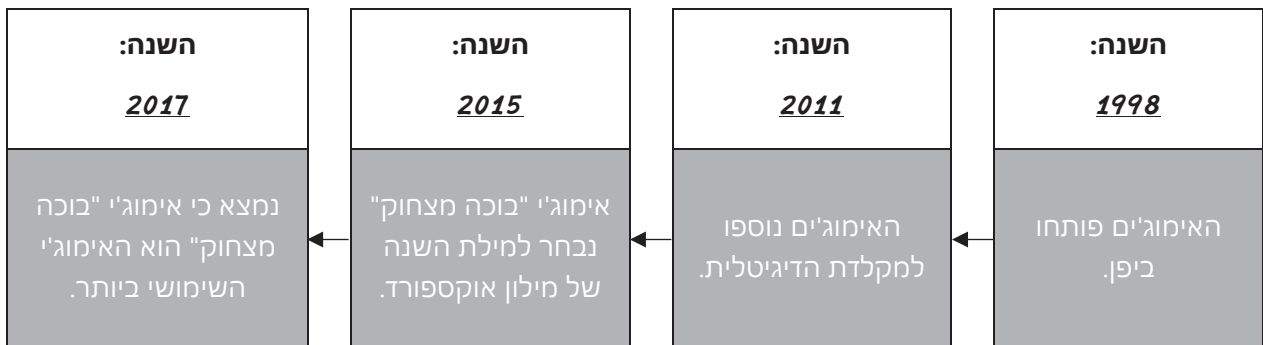 השנה:
1998
האימוג'ים פותחו
ביפן.
השנה:
2011
האימוג'ים נוספו
למקלדת הדיגיטלית.
השנה:
2015
אימוג'י "בוכה מצחוק"
נבחר למילת השנה
של מילון אוקספורד.
השנה:
2017
נמצא כי אימוג'י "בוכה
מצחוק" הוא האימוג'י
השימושי ביותר.